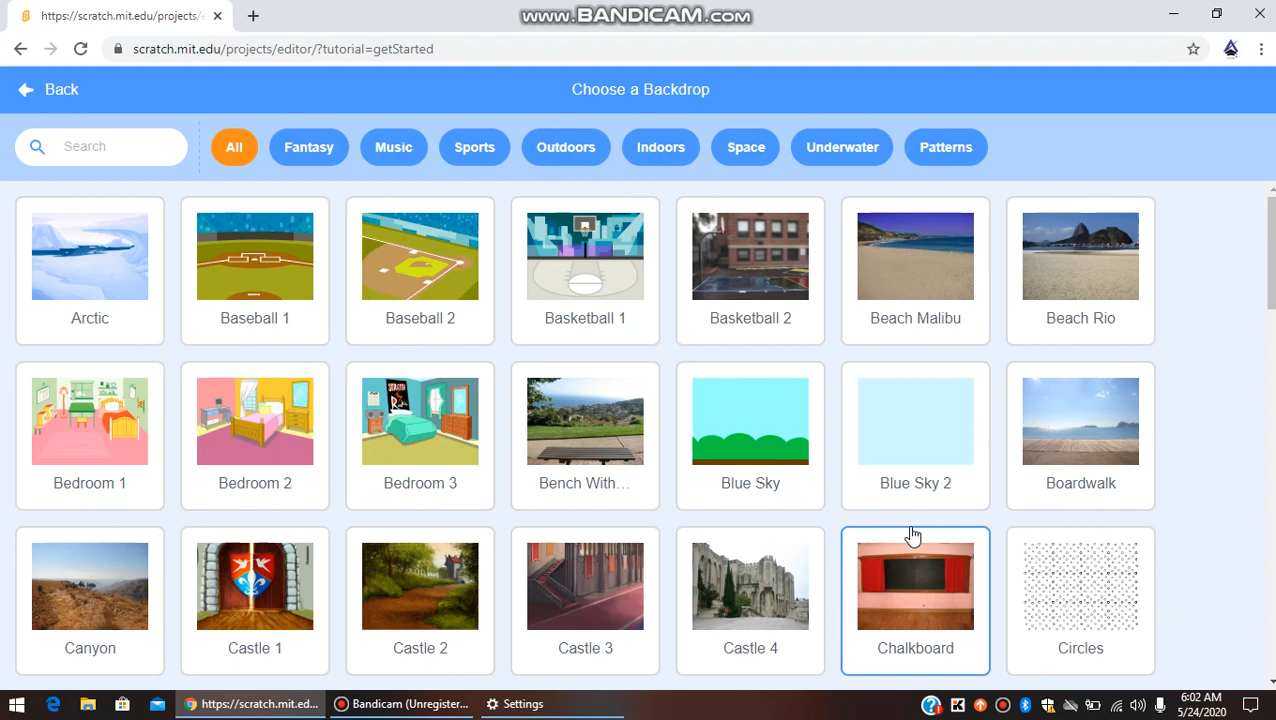 https://scratch.mit.edu/projects/e
www.BANDICAM.com
scratch.mit.edu/projects/editor/?tutorial=getStarted
Back
Choose a Backdrop
Search
All
Fantasy
Music
Sports
Outdoors
Indoors
Space
Underwater
Patterns
Arctic
Baseball 1
Baseball 2
Basketball 1
Basketball 2
Beach Malibu
Beach Rio
Bedroom 1
Bedroom 2
Bedroom 3
Bench With...
Blue Sky
Blue Sky 2
Boardwalk
Canyon
Castle 1
Castle 2
Castle 3
Castle 4
Chalkboard
Circles
https://scratch.mit.ed...
Bandicam (Unregister...
Settings
6:02 AM
5/24/2020